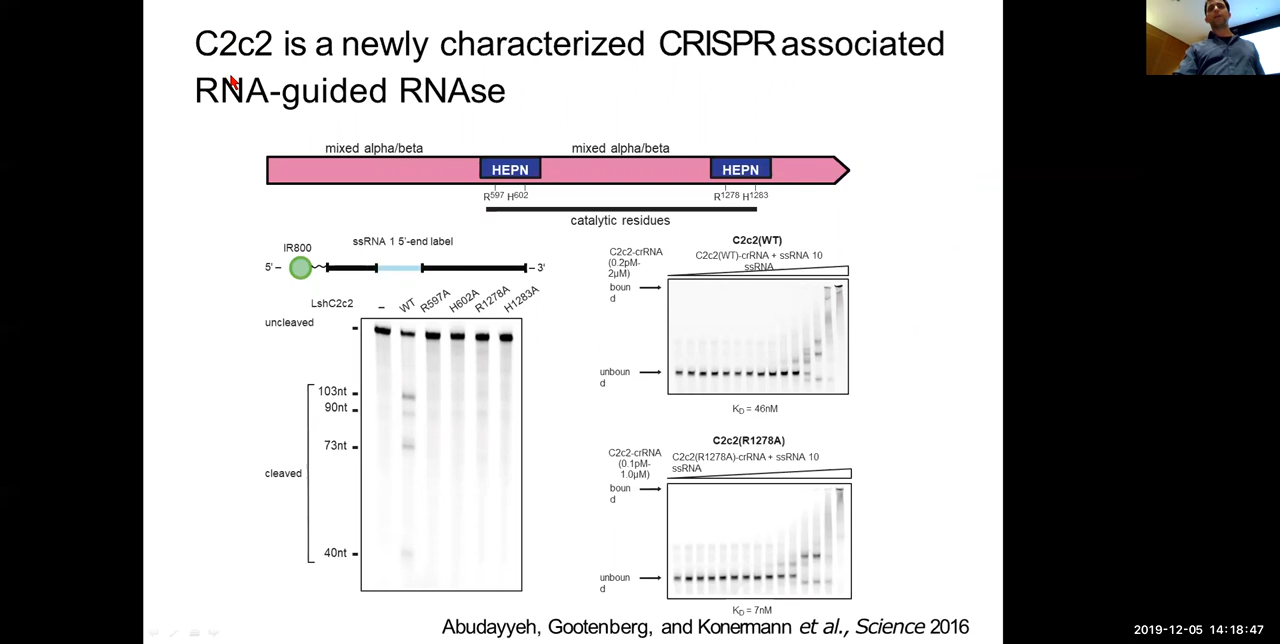 C2c2 is a newly characterized CRISPR associated
RNA-guided RNAse
mixed alpha/beta
mixed alpha/beta
HEPN
HEPN
R597 H602
R1278 H1283
catalytic residues
IR800
ssRNA 1 5'-end label
5' –
– 3'
LshC2c2
–
WT
R597A
H602A
R1278A
H1283A
uncleaved
103nt
90nt
73nt
cleaved
40nt
C2c2(WT)
C2c2-crRNA
(0.2pM-
2µM)
C2c2(WT)-crRNA + ssRNA 10
ssRNA
boun
d
unboun
d
KD = 46nM
C2c2(R1278A)
C2c2-crRNA
(0.1pM-
1.0µM)
C2c2(R1278A)-crRNA + ssRNA 10
ssRNA
boun
d
unboun
d
KD = 7nM
Abudayyeh, Gootenberg, and Konermann et al., Science 2016
2019-12-05 14:18:47